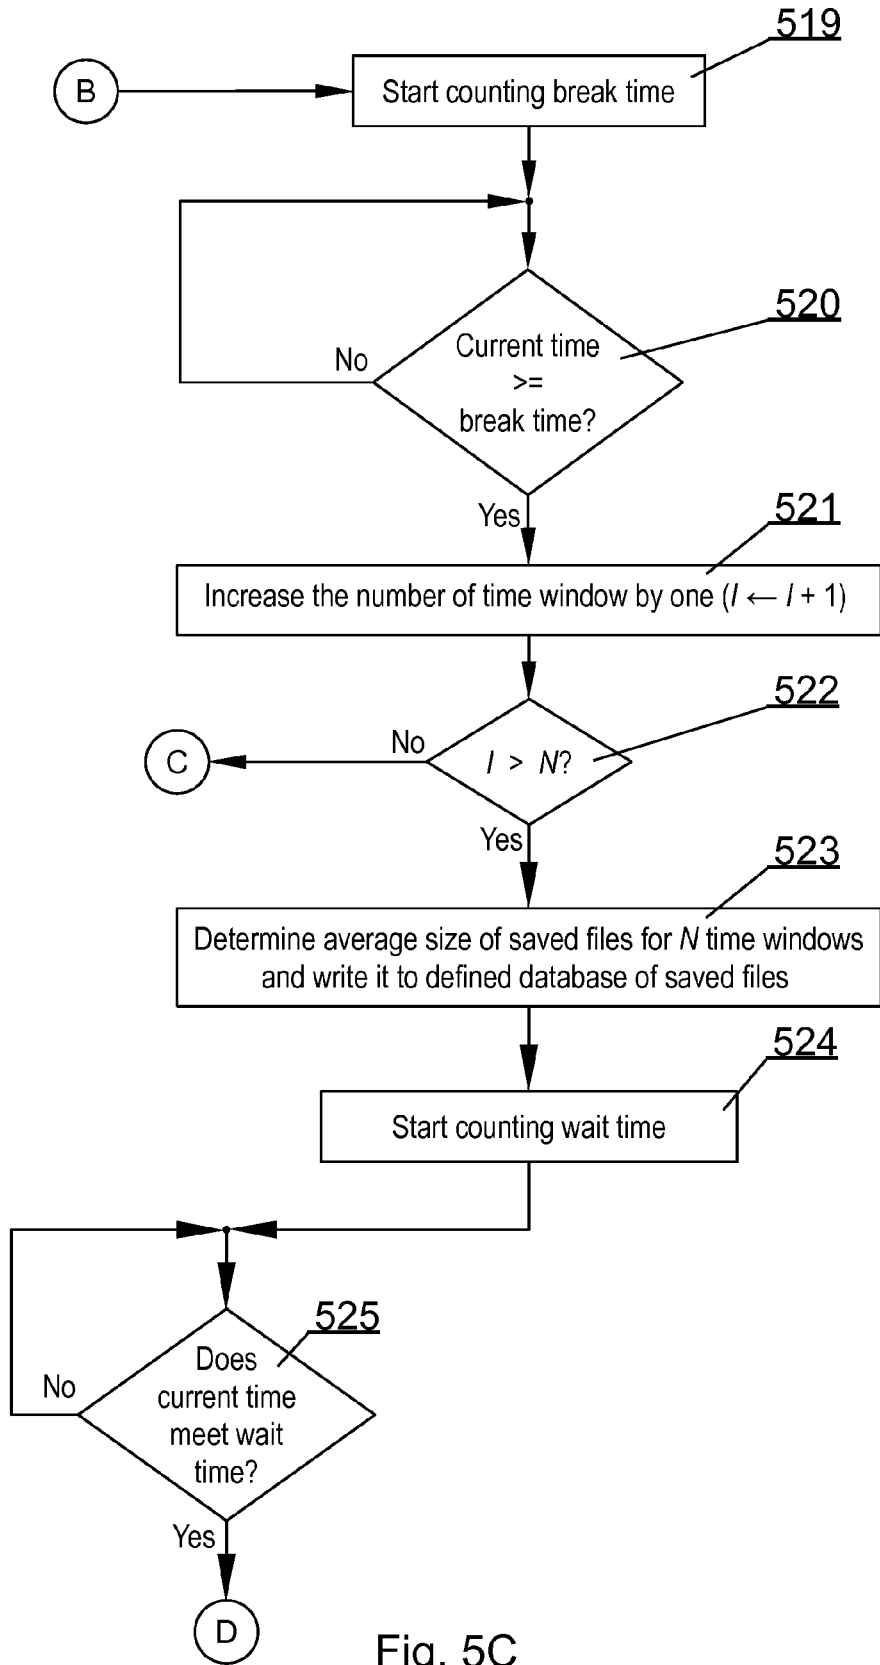 519
B
Start counting break time
520
Current time
>=
break time?
No
Yes
521
Increase the number of time window by one (I ← I + 1)
522
No
C
I > N?
Yes
523
Determine average size of saved files for N time windows
and write it to defined database of saved files
524
Start counting wait time
525
Does
current time
meet wait
time?
No
Yes
D
Fig. 5C